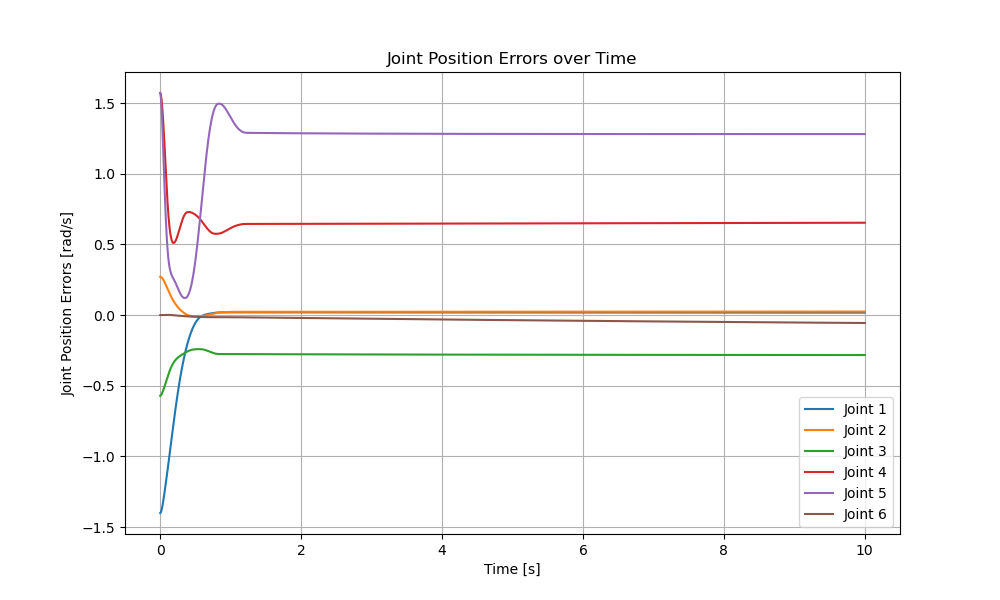 Joint Position Errors over Time
Joint Position Errors [rad/s]
1.5
1.0
0.5
0.0
−0.5
−1.0
−1.5
Joint 1
Joint 2
Joint 3
Joint 4
Joint 5
Joint 6
0 2 4 6 8 10
Time [s]